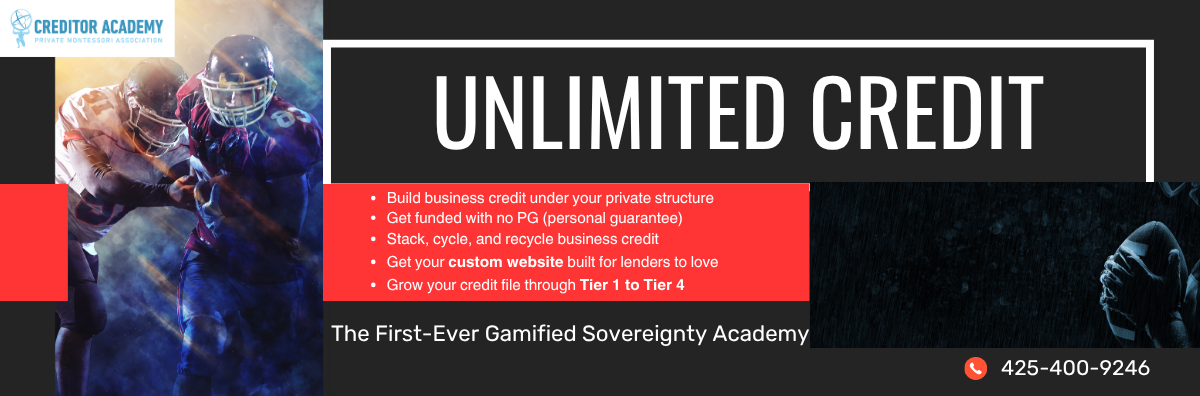 CREDITOR ACADEMY
PRIVATE MONTESSORI ASSOCIATION
UNLIMITED CREDIT
• Build business credit under your private structure
• Get funded with no PG (personal guarantee)
• Stack, cycle, and recycle business credit
• Get your custom website built for lenders to love
• Grow your credit file through Tier 1 to Tier 4
The First-Ever Gamified Sovereignty Academy
425-400-9246